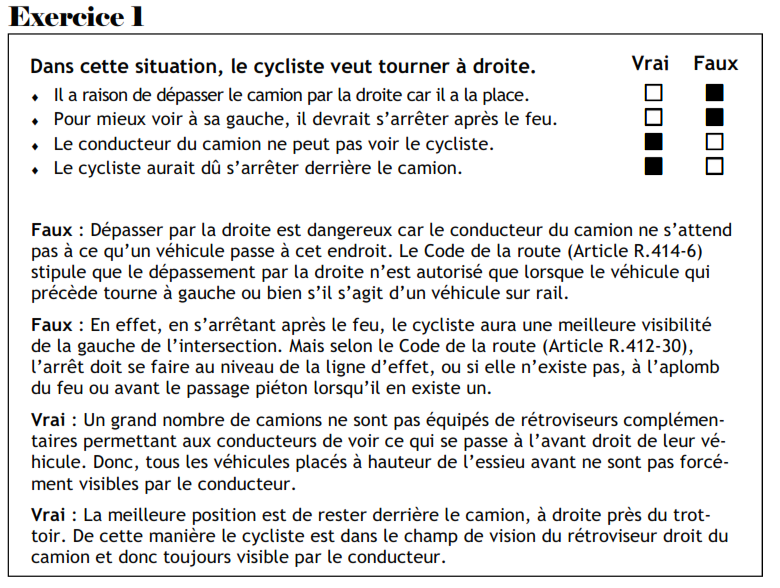 Exercice 1
Dans cette situation, le cycliste veut tourner à droite. Vrai Faux
♦ Il a raison de dépasser le camion par la droite car il a la place. □ ■
♦ Pour mieux voir à sa gauche, il devrait s’arrêter après le feu. □ ■
♦ Le conducteur du camion ne peut pas voir le cycliste. ■ □
♦ Le cycliste aurait dû s’arrêter derrière le camion. ■ □
Faux : Dépasser par la droite est dangereux car le conducteur du camion ne s’attend
pas à ce qu’un véhicule passe à cet endroit. Le Code de la route (Article R.414-6)
stipule que le dépassement par la droite n’est autorisé que lorsque le véhicule qui
précède tourne à gauche ou bien s’il s’agit d’un véhicule sur rail.
Faux : En effet, en s’arrêtant après le feu, le cycliste aura une meilleure visibilité
de la gauche de l’intersection. Mais selon le Code de la route (Article R.412-30),
l’arrêt doit se faire au niveau de la ligne d’effet, ou si elle n’existe pas, à l’aplomb
du feu ou avant le passage piéton lorsqu’il en existe un.
Vrai : Un grand nombre de camions ne sont pas équipés de rétroviseurs complémen-
taires permettant aux conducteurs de voir ce qui se passe à l’avant droit de leur vé-
hicule. Donc, tous les véhicules placés à hauteur de l’essieu avant ne sont pas forcé-
ment visibles par le conducteur.
Vrai : La meilleure position est de rester derrière le camion, à droite près du trot-
toir. De cette manière le cycliste est dans le champ de vision du rétroviseur droit du
camion et donc toujours visible par le conducteur.